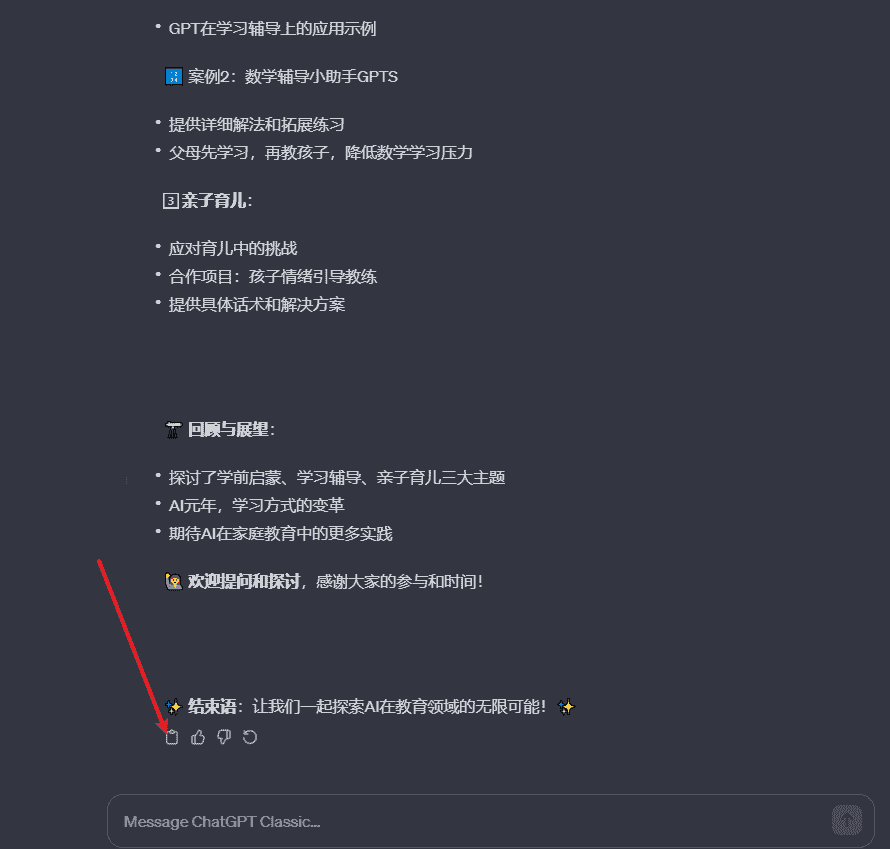 • GPT在学习辅导上的应用示例
🔢 案例2：数学辅导小助手GPTS
• 提供详细解法和拓展练习
• 父母先学习，再教孩子，降低数学学习压力
3️⃣ 亲子育儿：
• 应对育儿中的挑战
• 合作项目：孩子情绪引导教练
• 提供具体话术和解决方案
回顾与展望：
• 探讨了学前启蒙、学习辅导、亲子育儿三大主题
• AI元年，学习方式的变革
• 期待AI在家庭教育中的更多实践
🙋 欢迎提问和探讨，感谢大家的参与和时间！
✨ 结束语：让我们一起探索AI在教育领域的无限可能！ ✨
Message ChatGPT Classic...